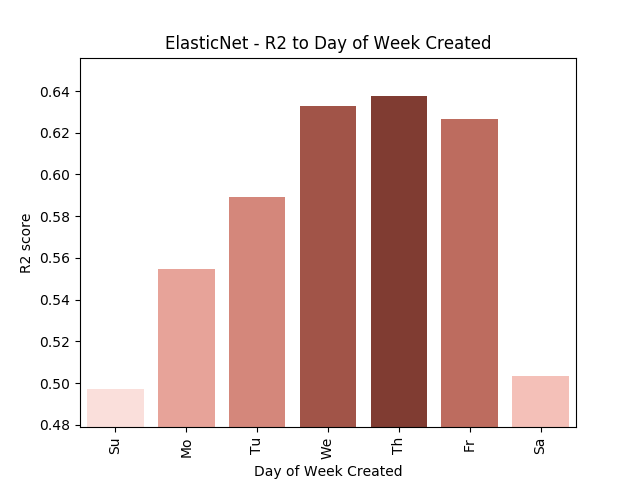 ElasticNet - R2 to Day of Week Created
R2 score
0.64
0.62
0.60
0.58
0.56
0.54
0.52
0.50
0.48
Su
Mo
Tu
We
Th
Fr
Sa
Day of Week Created